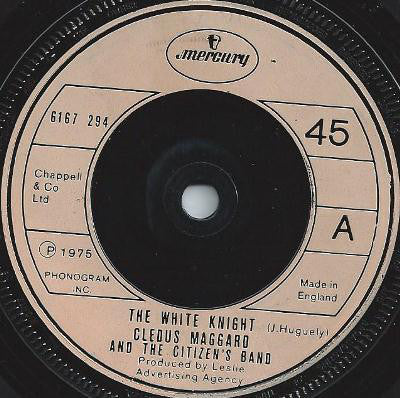 mercury
6167 294
45
Chappell
& Co
Ltd
A
℗ 1975
PHONOGRAM
INC.
Made in
England
THE WHITE KNIGHT (J.Huguely)
CLEDUS MAGGARD
AND THE CITIZEN'S BAND
Produced by Leslie
Advertising Agency